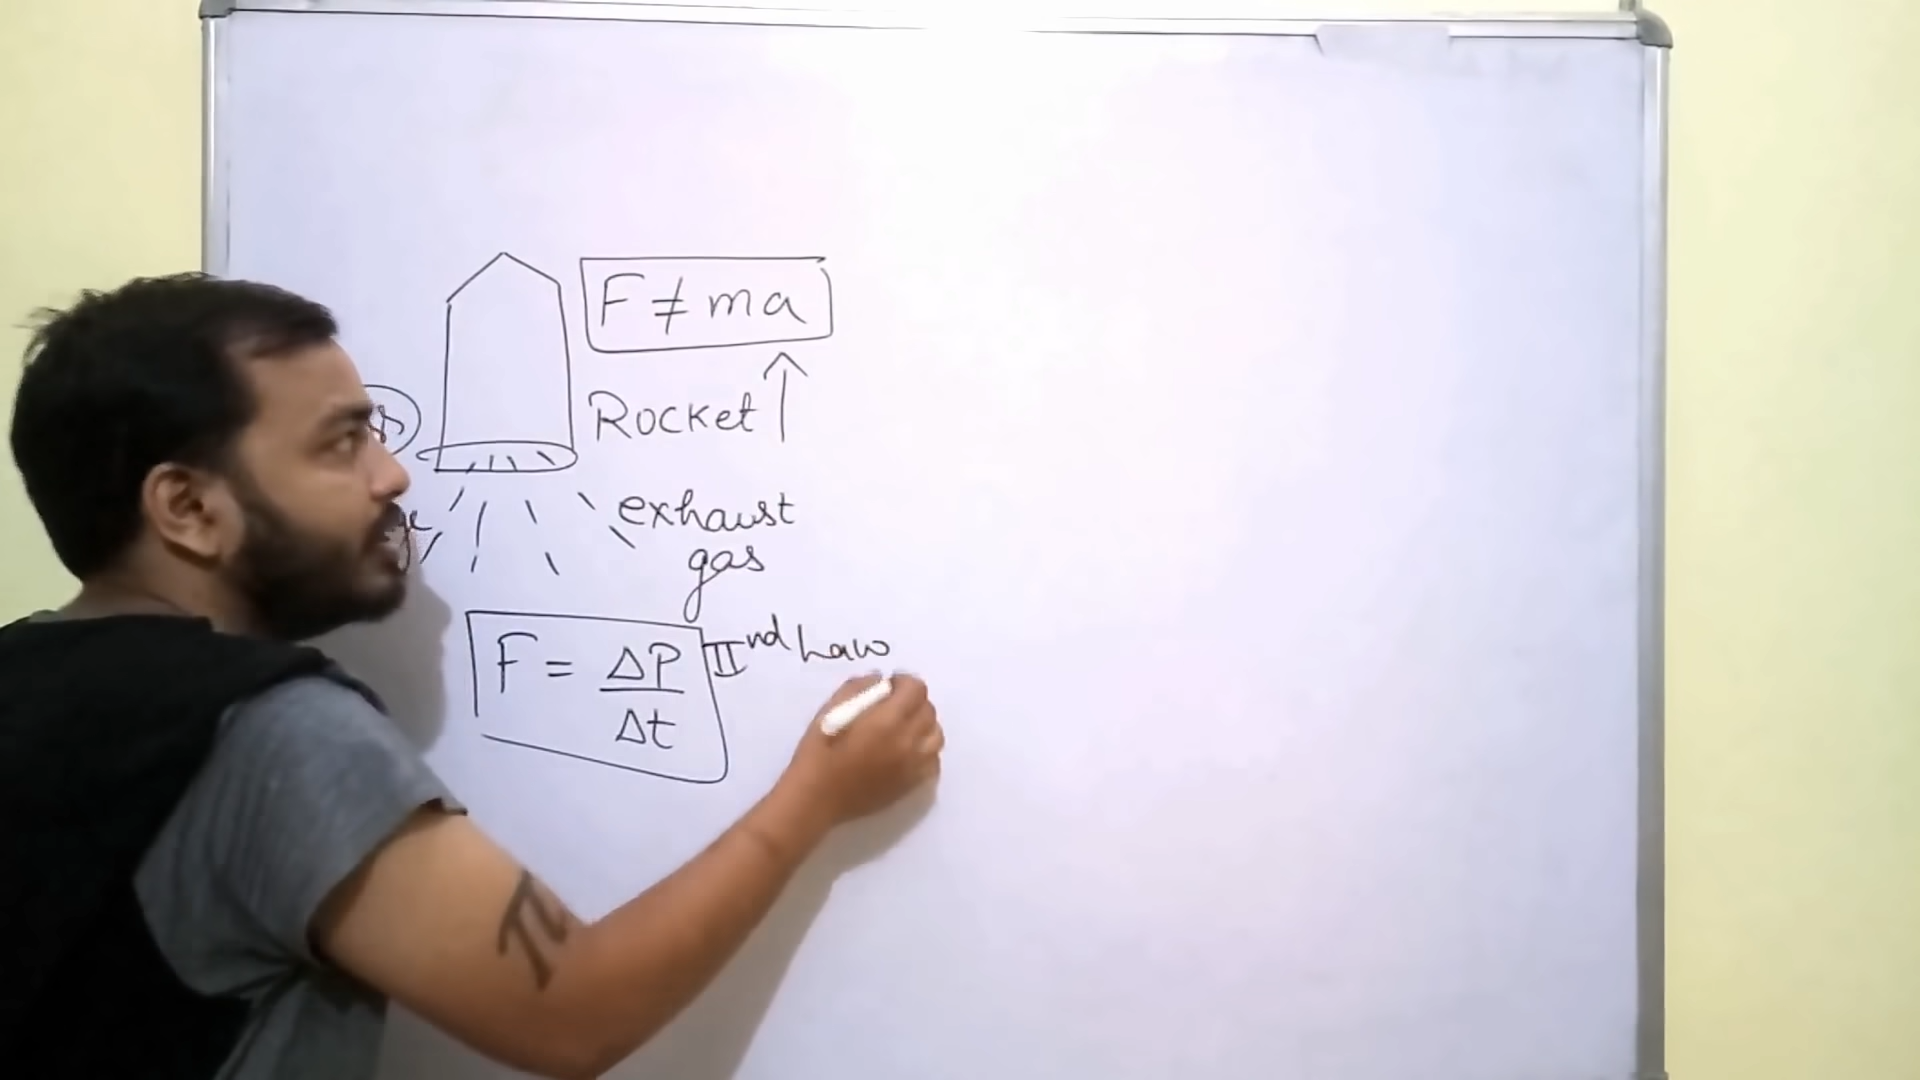 F ≠ ma
Rocket ↑
exhaust
gas
F = ΔP/Δt
IInd Law
π